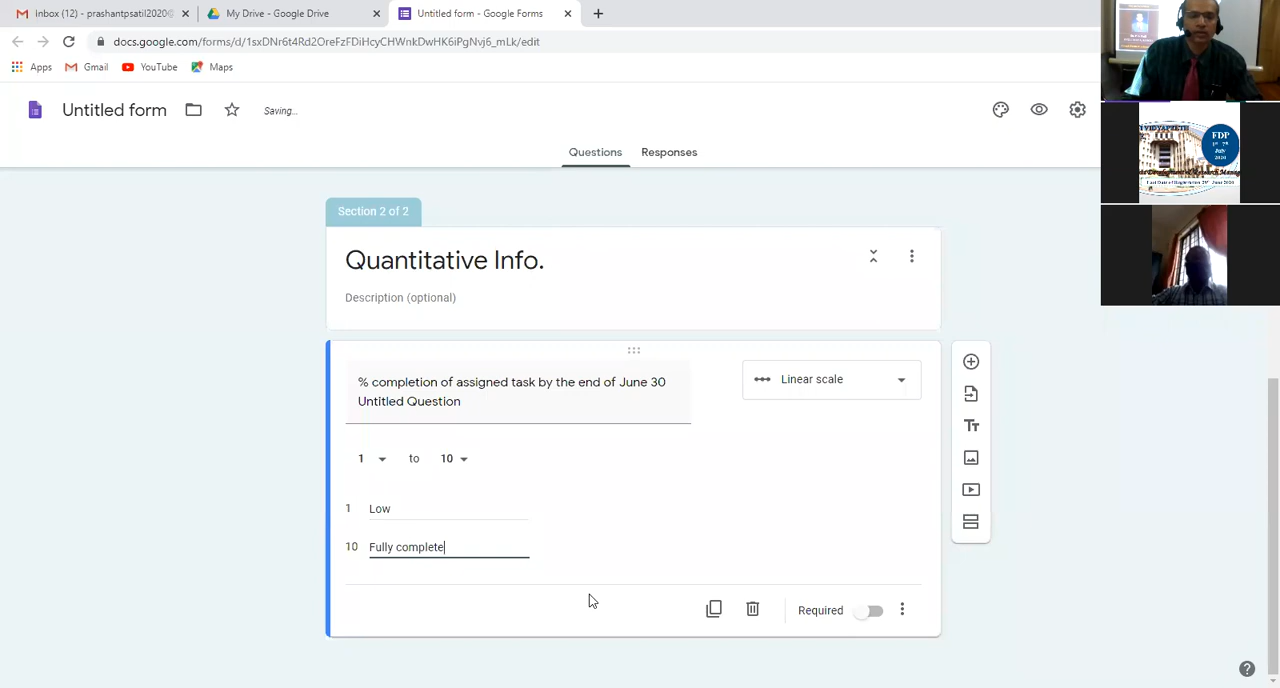 Inbox (12) - prashantpsatil2020@
My Drive - Google Drive
Untitled form - Google Forms
docs.google.com/forms/d/1sxDNr6t4Rd2OreFzFDiHcyCHWnkDwHK6iPgNvj6_mLk/edit
Apps
Gmail
YouTube
Maps
Untitled form
Saving...
Questions
Responses
Section 2 of 2
Quantitative Info.
Description (optional)
% completion of assigned task by the end of June 30
Untitled Question
Linear scale
1
to
10
1
Low
10
Fully complete
Required
FDP
July
2020